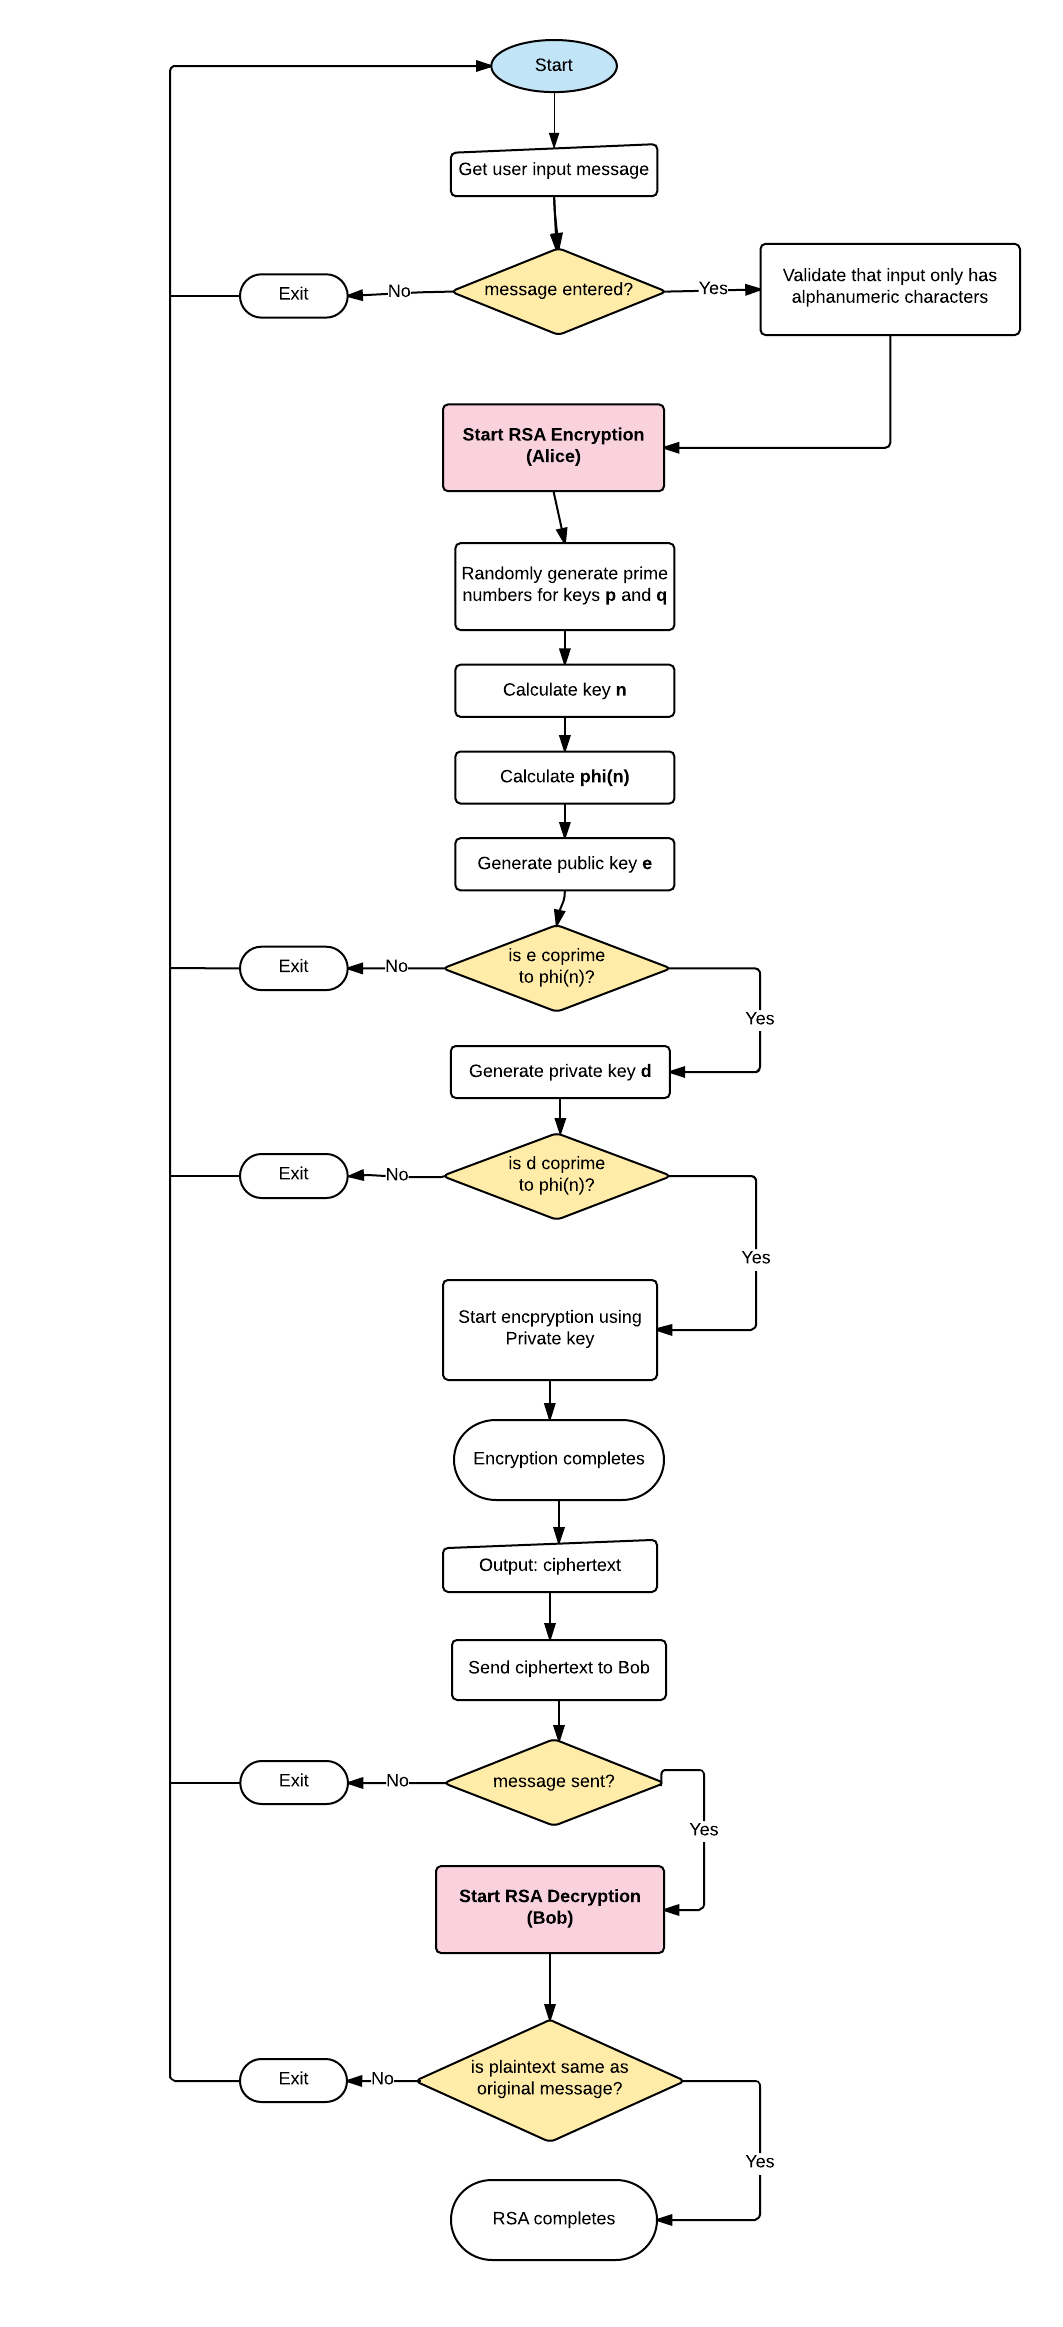 Start
Get user input message
message entered?
No
Exit
Yes
Validate that input only has
alphanumeric characters
Start RSA Encryption
(Alice)
Randomly generate prime
numbers for keys p and q
Calculate key n
Calculate phi(n)
Generate public key e
is e coprime
to phi(n)?
No
Exit
Yes
Generate private key d
is d coprime
to phi(n)?
No
Exit
Yes
Start encpryption using
Private key
Encryption completes
Output: ciphertext
Send ciphertext to Bob
message sent?
No
Exit
Yes
Start RSA Decryption
(Bob)
is plaintext same as
original message?
No
Exit
Yes
RSA completes